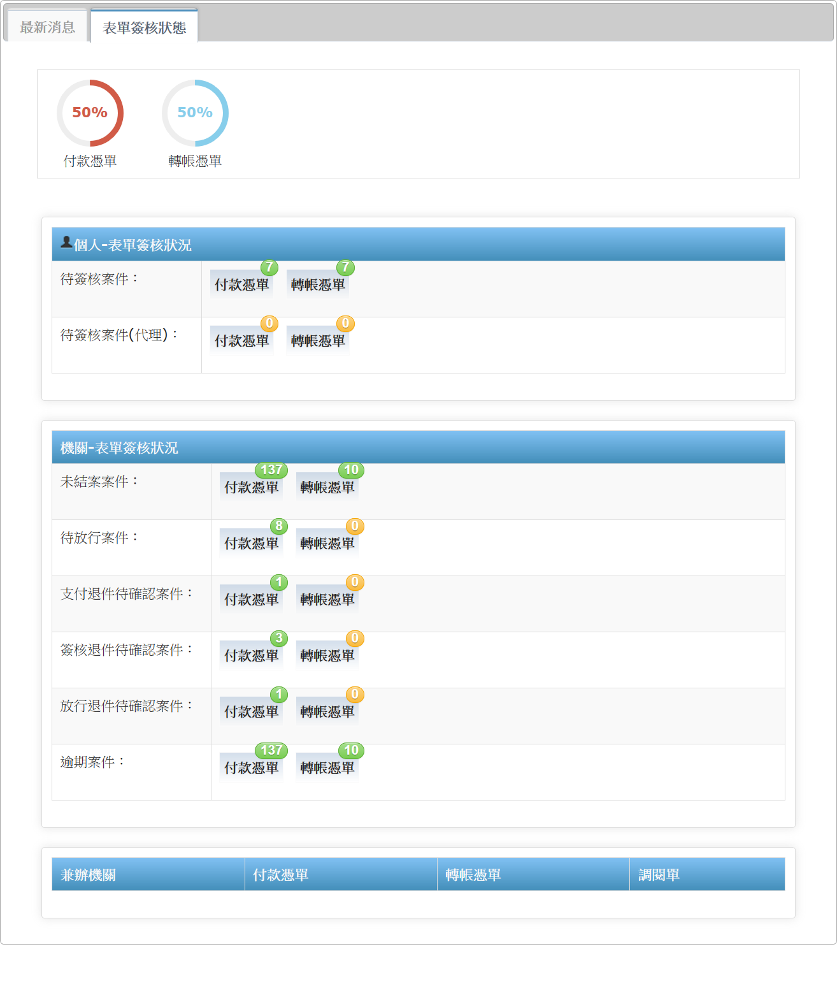 最新消息 表單簽核狀態
50% 50%
付款憑單 轉帳憑單
個人-表單簽核狀況
7 7
待簽核案件： 付款憑單 轉帳憑單
0 0
待簽核案件(代理)： 付款憑單 轉帳憑單
機關-表單簽核狀況
137 10
未結案案件： 付款憑單 轉帳憑單
8 0
待放行案件： 付款憑單 轉帳憑單
1 0
支付退件待確認案件： 付款憑單 轉帳憑單
3 0
簽核退件待確認案件： 付款憑單 轉帳憑單
1 0
放行退件待確認案件： 付款憑單 轉帳憑單
137 10
逾期案件： 付款憑單 轉帳憑單
兼辦機關 付款憑單 轉帳憑單 調閱單